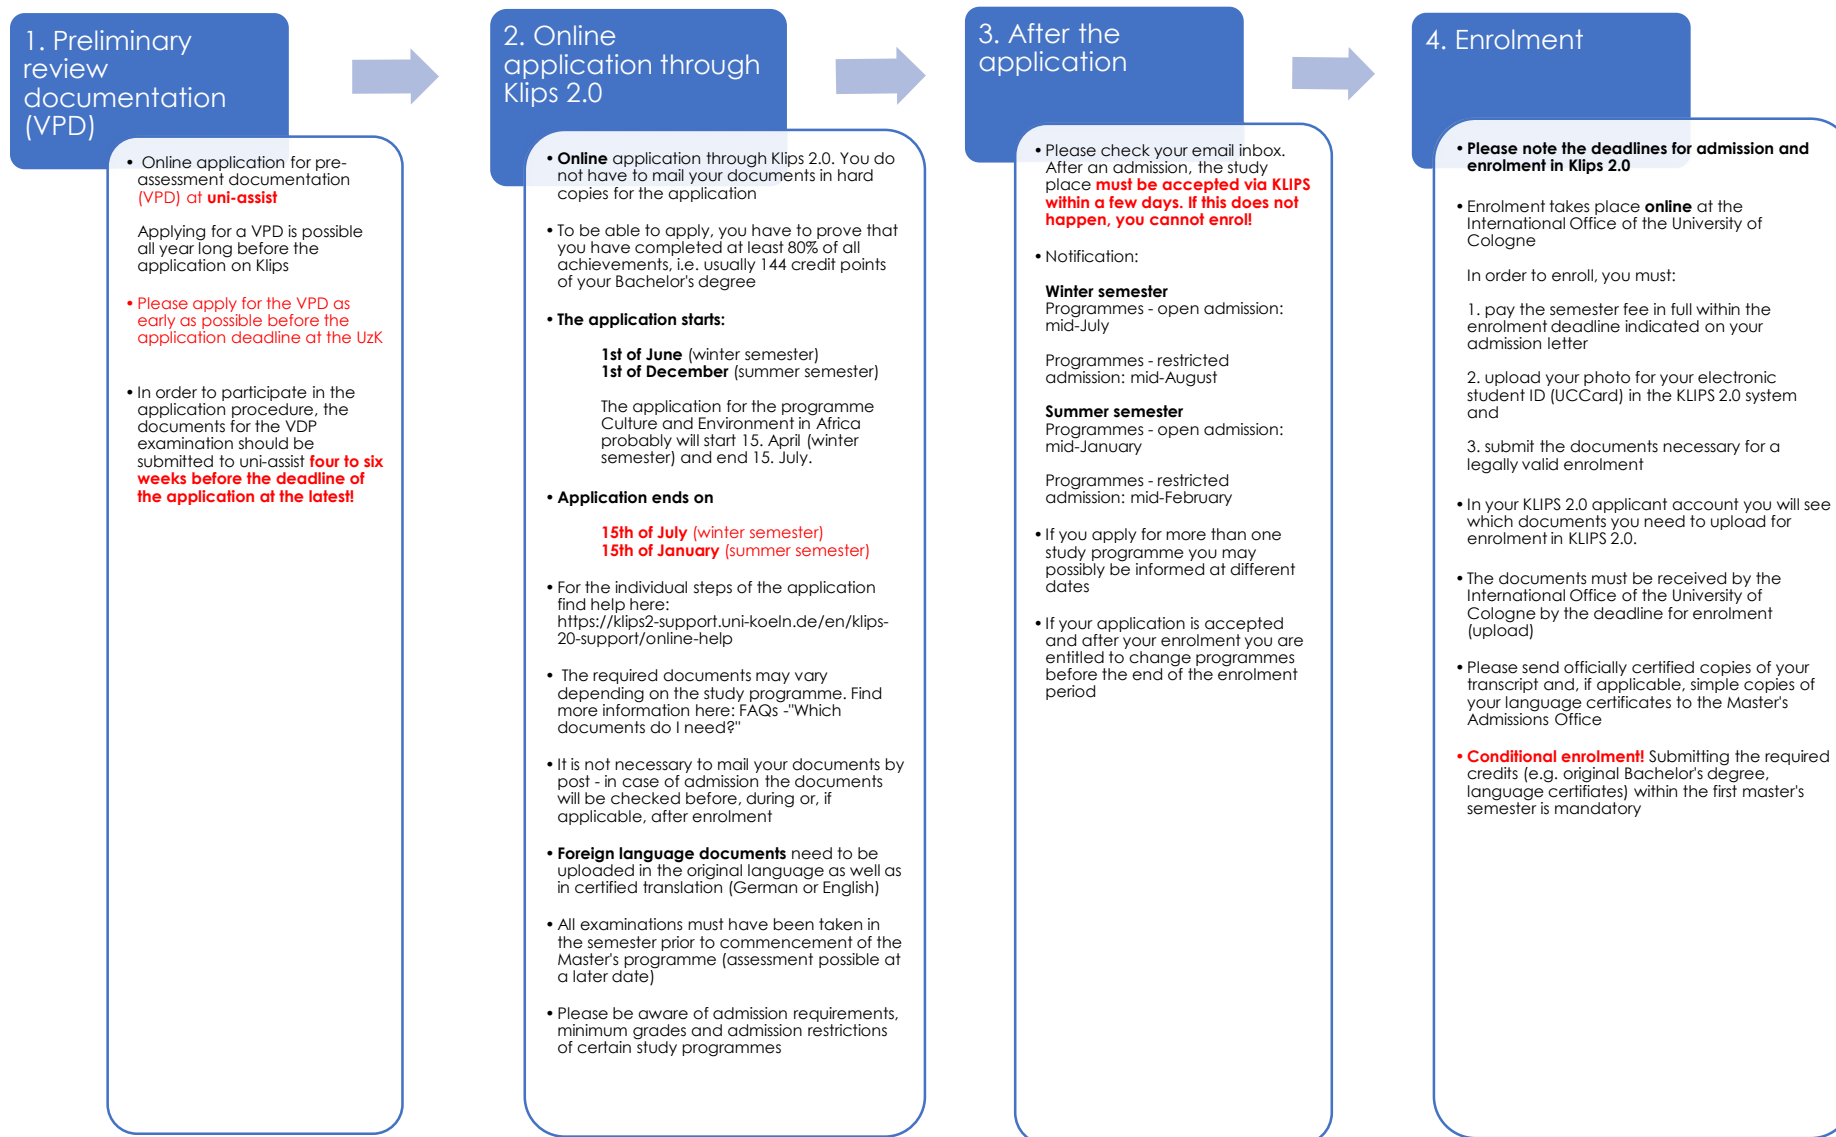 1. Preliminary
review
documentation
(VPD)
• Online application for pre-
assessment documentation
(VPD) at uni-assist
Applying for a VPD is possible
all year long before the
application on Klips
• Please apply for the VPD as
early as possible before the
application deadline at the UzK
• In order to participate in the
application procedure, the
documents for the VDP
examination should be
submitted to uni-assist four to six
weeks before the deadline of
the application at the latest!
2. Online
application through
Klips 2.0
• Online application through Klips 2.0. You do
not have to mail your documents in hard
copies for the application
• To be able to apply, you have to prove that
you have completed at least 80% of all
achievements, i.e. usually 144 credit points
of your Bachelor's degree
• The application starts:
1st of June (winter semester)
1st of December (summer semester)
The application for the programme
Culture and Environment in Africa
probably will start 15. April (winter
semester) and end 15. July.
• Application ends on
15th of July (winter semester)
15th of January (summer semester)
• For the individual steps of the application
find help here:
https://klips2-support.uni-koeln.de/en/klips-
20-support/online-help
• The required documents may vary
depending on the study programme. Find
more information here: FAQs -"Which
documents do I need?"
• It is not necessary to mail your documents by
post - in case of admission the documents
will be checked before, during or, if
applicable, after enrolment
• Foreign language documents need to be
uploaded in the original language as well as
in certified translation (German or English)
• All examinations must have been taken in
the semester prior to commencement of the
Master's programme (assessment possible at
a later date)
• Please be aware of admission requirements,
minimum grades and admission restrictions
of certain study programmes
3. After the
application
• Please check your email inbox.
After an admission, the study
place must be accepted via KLIPS
within a few days. If this does not
happen, you cannot enrol!
• Notification:
Winter semester
Programmes - open admission:
mid-July
Programmes - restricted
admission: mid-August
Summer semester
Programmes - open admission:
mid-January
Programmes - restricted
admission: mid-February
• If you apply for more than one
study programme you may
possibly be informed at different
dates
• If your application is accepted
and after your enrolment you are
entitled to change programmes
before the end of the enrolment
period
4. Enrolment
• Please note the deadlines for admission and
enrolment in Klips 2.0
• Enrolment takes place online at the
International Office of the University of
Cologne
In order to enroll, you must:
1. pay the semester fee in full within the
enrolment deadline indicated on your
admission letter
2. upload your photo for your electronic
student ID (UCCard) in the KLIPS 2.0 system
and
3. submit the documents necessary for a
legally valid enrolment
• In your KLIPS 2.0 applicant account you will see
which documents you need to upload for
enrolment in KLIPS 2.0.
• The documents must be received by the
International Office of the University of
Cologne by the deadline for enrolment
(upload)
• Please send officially certified copies of your
transcript and, if applicable, simple copies of
your language certificates to the Master's
Admissions Office
• Conditional enrolment! Submitting the required
credits (e.g. original Bachelor's degree,
language certifiates) within the first master's
semester is mandatory